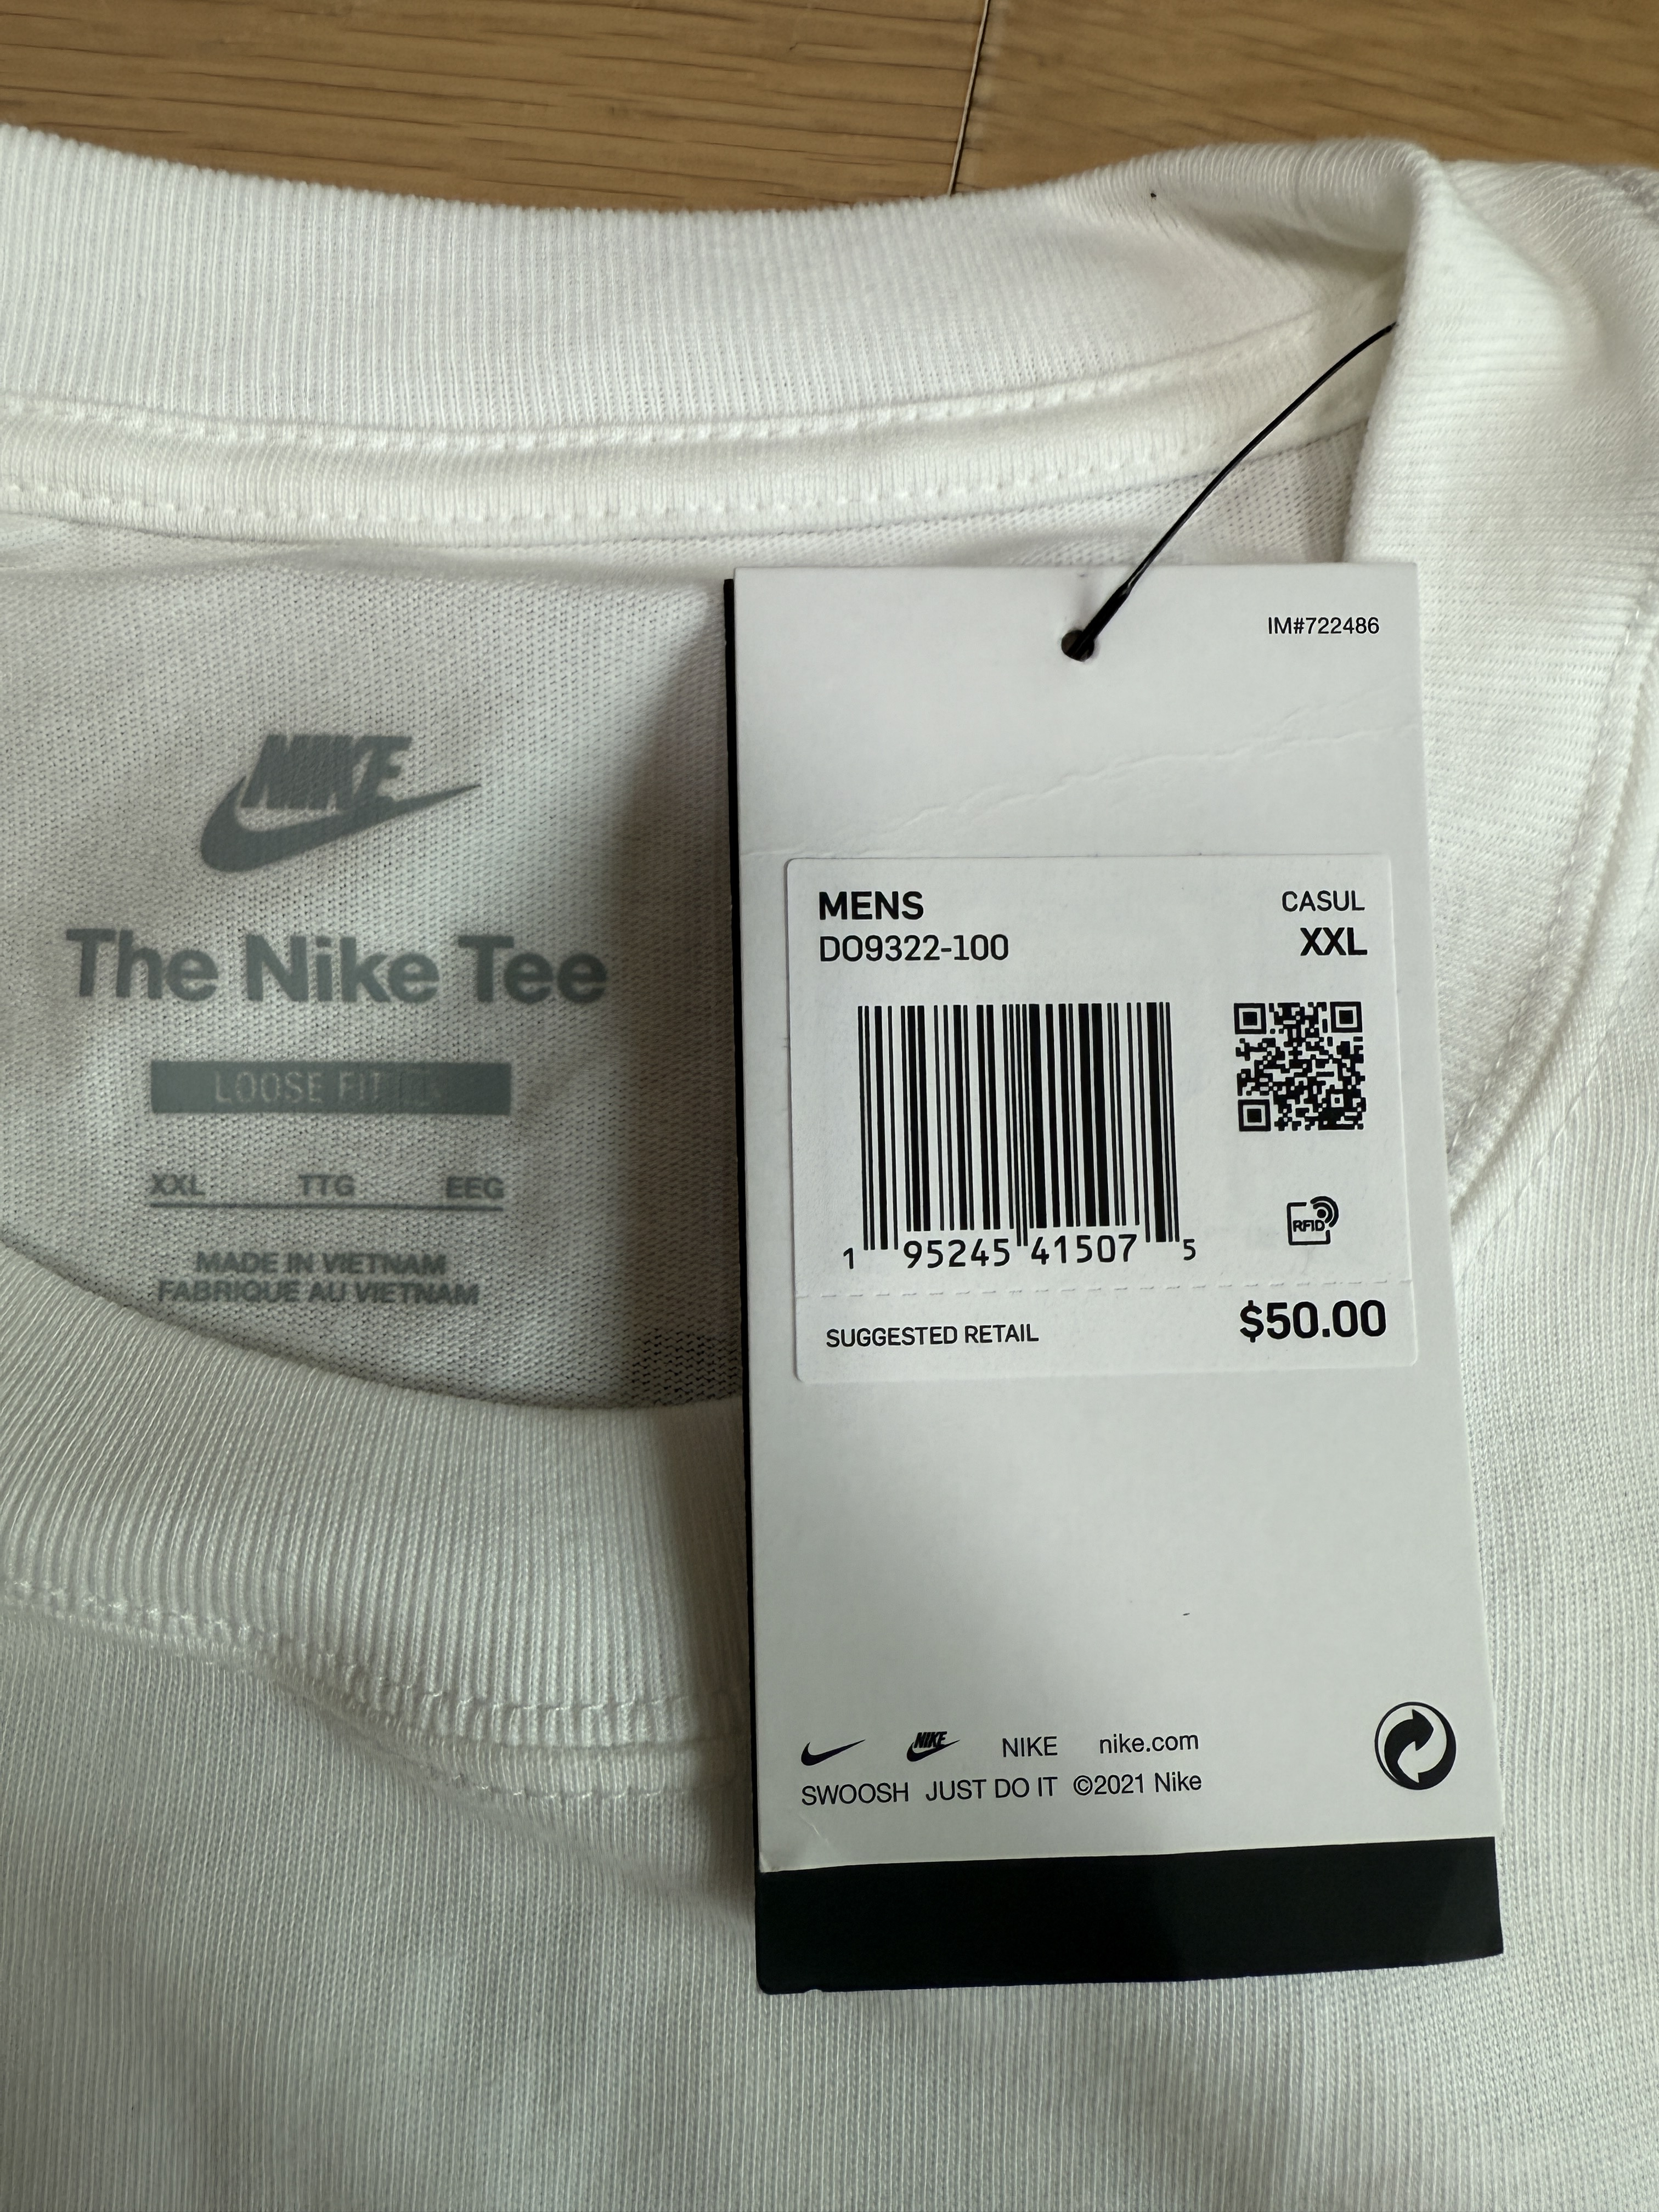 NIKE
The Nike Tee
LOOSE FIT
XXL TTG EEG
MADE IN VIETNAM
FABRIQUE AU VIETNAM
IM#722486
MENS CASUL
DO9322-100 XXL
1 95245 41507 5
RFID
SUGGESTED RETAIL $50.00
NIKE NIKE nike.com
SWOOSH JUST DO IT ©2021 Nike